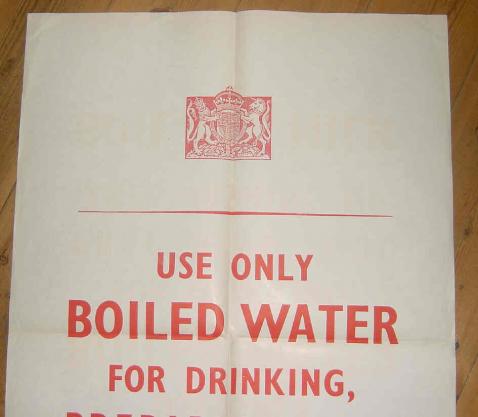 USE ONLY
BOILED WATER
FOR DRINKING,